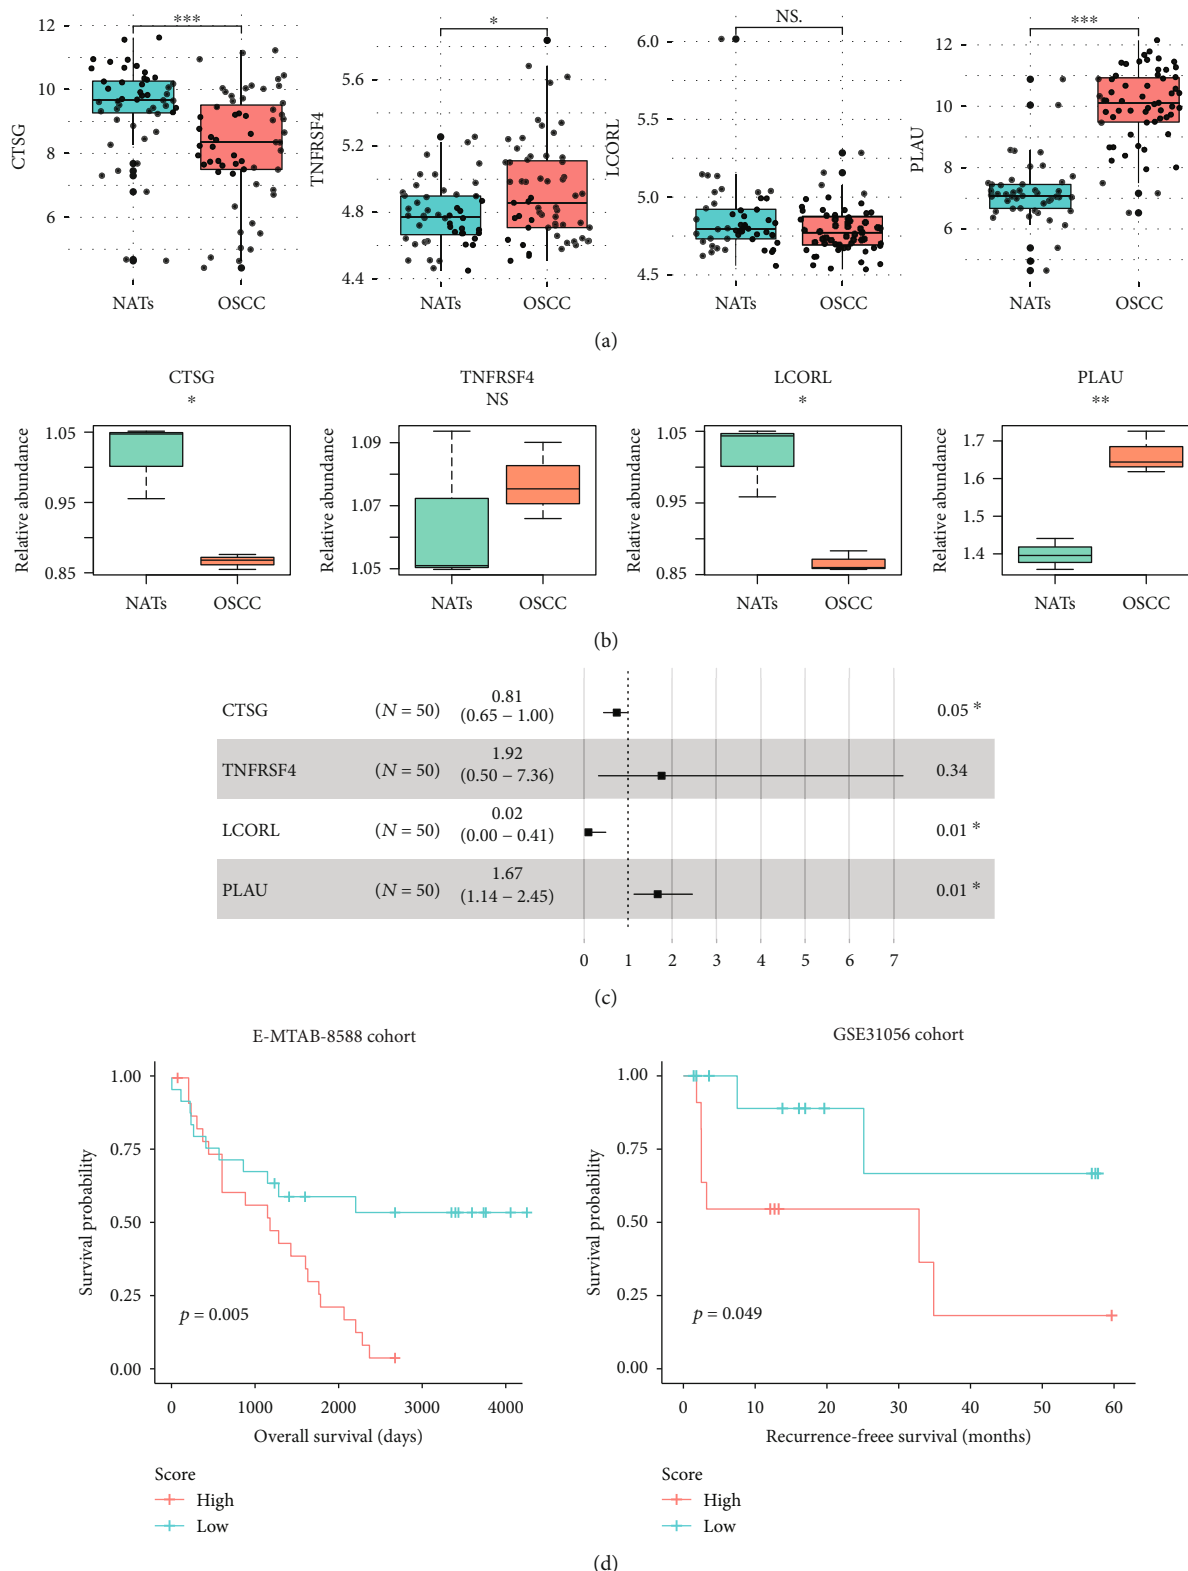 12
10
8
6
CTSG
***
NATs
OSCC
5.6
5.2
4.8
4.4
TNFRSF4
*
NATs
OSCC
6.0
5.5
5.0
4.5
LCORL
NS.
NATs
OSCC
12
10
8
6
PLAU
***
NATs
OSCC
(a)
CTSG
*
Relative abundance
1.05
0.95
0.85
NATs
OSCC
TNFRSF4
NS
Relative abundance
1.09
1.07
1.05
NATs
OSCC
LCORL
*
Relative abundance
1.05
0.95
0.85
NATs
OSCC
PLAU
**
Relative abundance
1.7
1.6
1.5
1.4
NATs
OSCC
(b)
CTSG (N = 50) 0.81 (0.65 − 1.00) 0.05 *
TNFRSF4 (N = 50) 1.92 (0.50 − 7.36) 0.34
LCORL (N = 50) 0.02 (0.00 − 0.41) 0.01 *
PLAU (N = 50) 1.67 (1.14 − 2.45) 0.01 *
0 1 2 3 4 5 6 7
(c)
E-MTAB-8588 cohort
Survival probability
1.00
0.75
0.50
0.25
0.00
p = 0.005
0 1000 2000 3000 4000
Overall survival (days)
Score
High
Low
GSE31056 cohort
Survival probability
1.00
0.75
0.50
0.25
0.00
p = 0.049
0 10 20 30 40 50 60
Recurrence-freee survival (months)
Score
High
Low
(d)